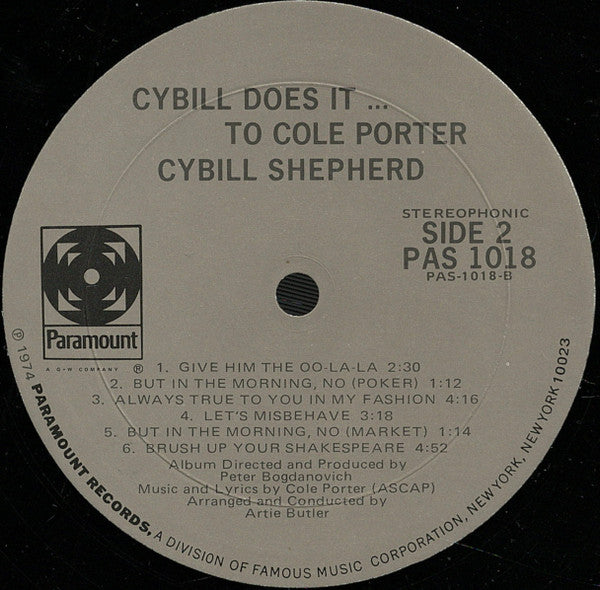 CYBILL DOES IT ...
TO COLE PORTER
CYBILL SHEPHERD
STEREOPHONIC
SIDE 2
PAS 1018
PAS-1018-B
Paramount
A G+W COMPANY ®
1. GIVE HIM THE OO-LA-LA 2:30
2. BUT IN THE MORNING, NO (POKER) 1:12
3. ALWAYS TRUE TO YOU IN MY FASHION 4:16
4. LET'S MISBEHAVE 3:18
5. BUT IN THE MORNING, NO (MARKET) 1:14
6. BRUSH UP YOUR SHAKESPEARE 4:52
Album Directed and Produced by
Peter Bogdanovich
Music and Lyrics by Cole Porter (ASCAP)
Arranged and Conducted by
Artie Butler
℗ 1974 PARAMOUNT RECORDS, A DIVISION OF FAMOUS MUSIC CORPORATION, NEW YORK, NEW YORK 10023